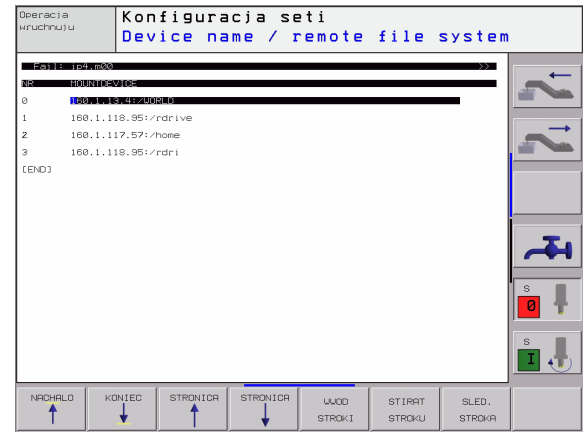 Operacja
wruchnuju
Konfiguracja seti
Device name / remote file system
Fajl: ip4.m00 >>
NR MOUNTDEVICE
0 160.1.13.4:/WORLD
1 160.1.118.95:/rdrive
2 160.1.117.57:/home
3 160.1.118.95:/rdri
[END]
S
0
S
I
NACHALO
KONIEC
STRONICA
STRONICA
WWOD
STROKI
STIRAT
STROKU
SLED.
STROKA